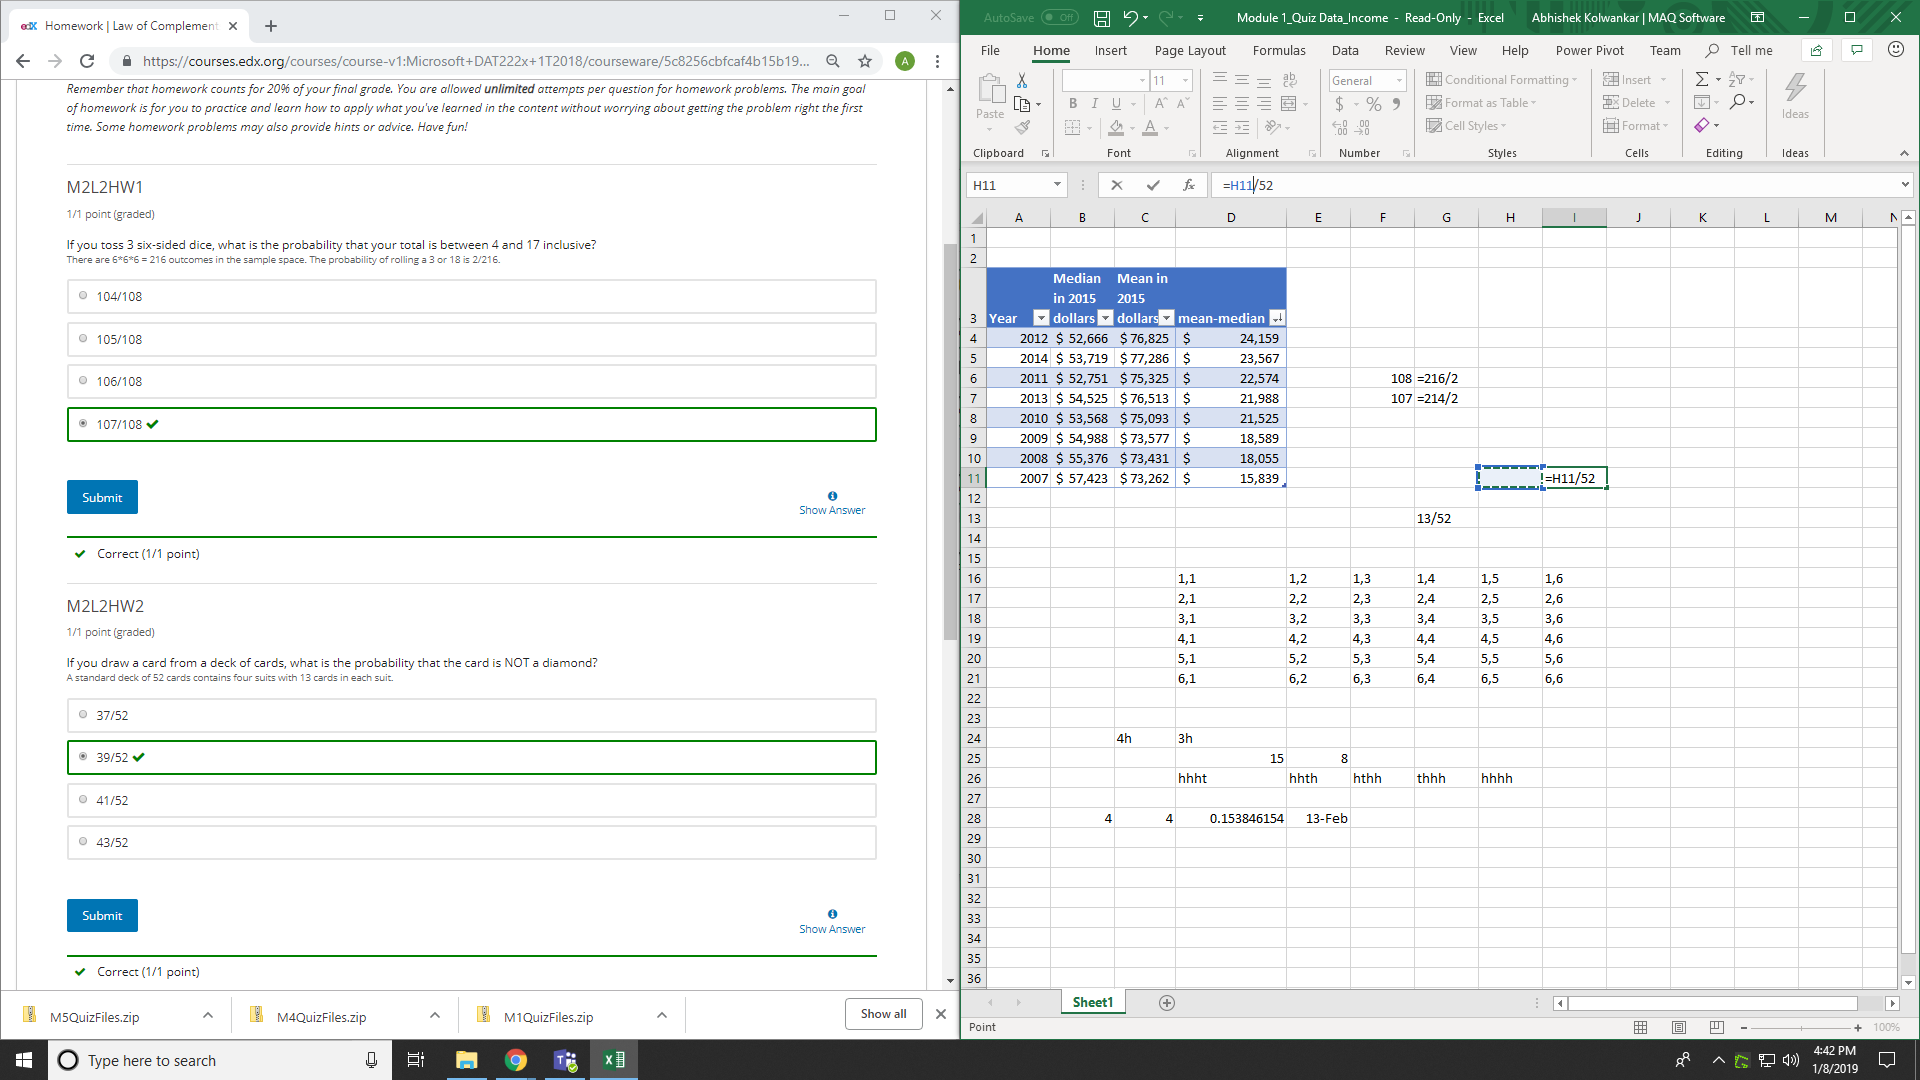 edX Homework | Law of Complement
https://courses.edx.org/courses/course-v1:Microsoft+DAT222x+1T2018/courseware/5c8256cbfcaf4b15b19...
A
Remember that homework counts for 20% of your final grade. You are allowed unlimited attempts per question for homework problems. The main goal
of homework is for you to practice and learn how to apply what you've learned in the content without worrying about getting the problem right the first
time. Some homework problems may also provide hints or advice. Have fun!
M2L2HW1
1/1 point (graded)
If you toss 3 six-sided dice, what is the probability that your total is between 4 and 17 inclusive?
There are 6*6*6 = 216 outcomes in the sample space. The probability of rolling a 3 or 18 is 2/216.
104/108
105/108
106/108
107/108
Submit
Show Answer
Correct (1/1 point)
M2L2HW2
1/1 point (graded)
If you draw a card from a deck of cards, what is the probability that the card is NOT a diamond?
A standard deck of 52 cards contains four suits with 13 cards in each suit.
37/52
39/52
41/52
43/52
Submit
Show Answer
Correct (1/1 point)
M5QuizFiles.zip
M4QuizFiles.zip
M1QuizFiles.zip
Show all
AutoSave Off
Module 1_Quiz Data_Income - Read-Only - Excel
Abhishek Kolwankar | MAQ Software
File Home Insert Page Layout Formulas Data Review View Help Power Pivot Team Tell me
Paste
Clipboard
11
B I U A A
A
Font
ab
Alignment
General
$ % 9
Number
Conditional Formatting
Format as Table
Cell Styles
Styles
Insert
Delete
Format
Cells
Editing
Ideas
Ideas
H11 fx =H11/52
A B C D E F G H I J K L M N
1
2
3 Year Median in 2015 dollars Mean in 2015 dollars mean-median
4 2012 $ 52,666 $ 76,825 $ 24,159
5 2014 $ 53,719 $ 77,286 $ 23,567
6 2011 $ 52,751 $ 75,325 $ 22,574 108 =216/2
7 2013 $ 54,525 $ 76,513 $ 21,988 107 =214/2
8 2010 $ 53,568 $ 75,093 $ 21,525
9 2009 $ 54,988 $ 73,577 $ 18,589
10 2008 $ 55,376 $ 73,431 $ 18,055
11 2007 $ 57,423 $ 73,262 $ 15,839 =H11/52
12
13 13/52
14
15
16 1,1 1,2 1,3 1,4 1,5 1,6
17 2,1 2,2 2,3 2,4 2,5 2,6
18 3,1 3,2 3,3 3,4 3,5 3,6
19 4,1 4,2 4,3 4,4 4,5 4,6
20 5,1 5,2 5,3 5,4 5,5 5,6
21 6,1 6,2 6,3 6,4 6,5 6,6
22
23
24 4h 3h
25 15 8
26 hhht hhth hthh thhh hhhh
27
28 4 4 0.153846154 13-Feb
29
30
31
32
33
34
35
36
Sheet1
Point
100%
Type here to search
4:42 PM
1/8/2019